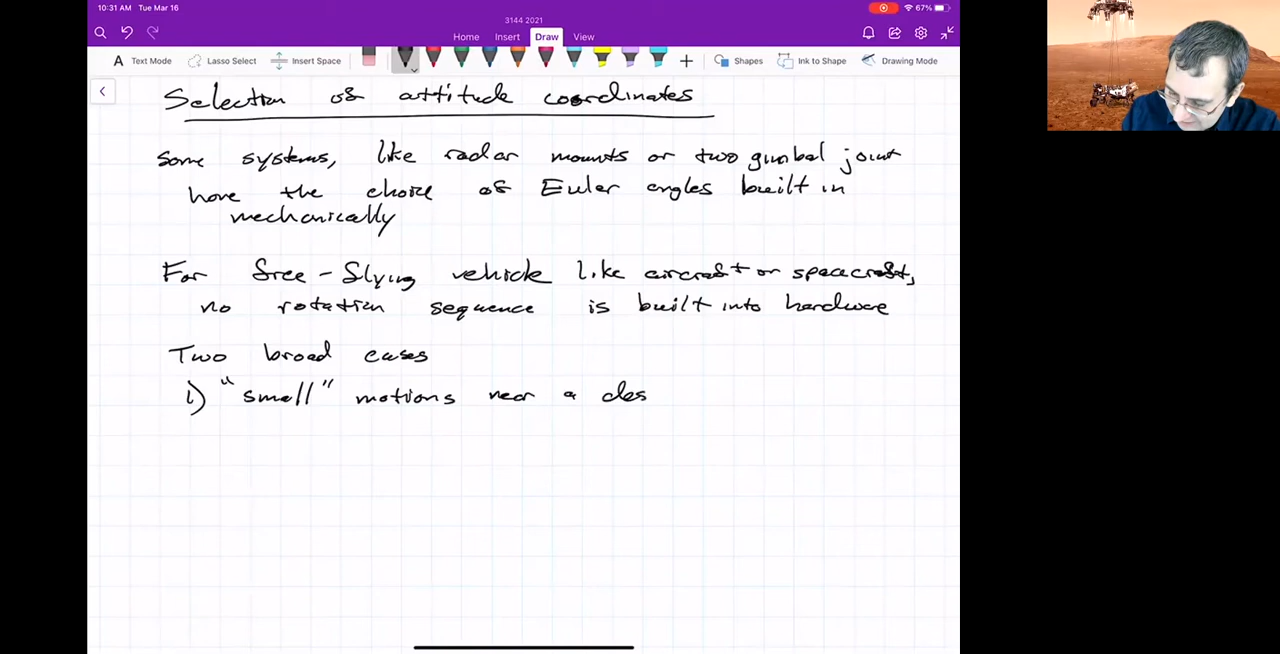 10:31 AM Tue Mar 16
67%
3144 2021
Home Insert Draw View
Text Mode Lasso Select Insert Space Shapes Ink to Shape Drawing Mode
Selection of attitude coordinates
Some systems, like radar mounts or two gimbal joint
have the choice of Euler angles built in
mechanically
For free-flying vehicle like aircraft or spacecraft,
no rotation sequence is built into hardware
Two broad cases
1) "small" motions near a des